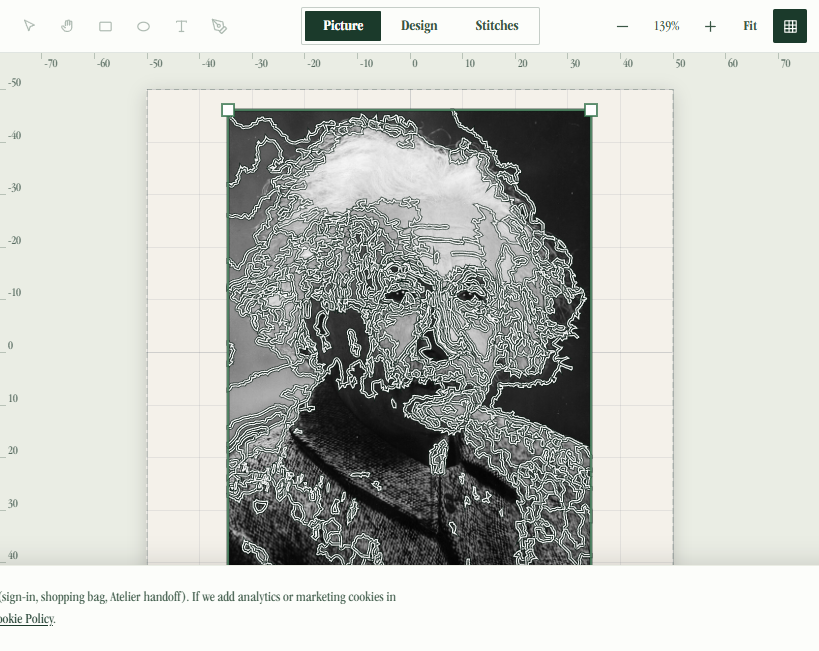 Picture Design Stitches − 139% + Fit
-70 -60 -50 -40 -30 -20 -10 0 10 20 30 40 50 60 70
-50
-40
-30
-20
-10
0
10
20
30
40
(sign-in, shopping bag, Atelier handoff). If we add analytics or marketing cookies in
ookie Policy.